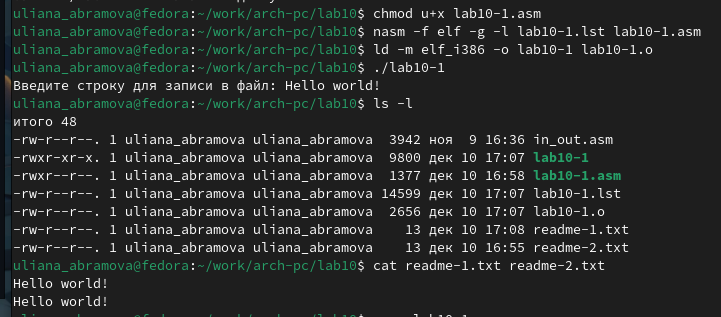 uliana_abramova@fedora:~/work/arch-pc/lab10$ chmod u+x lab10-1.asm
uliana_abramova@fedora:~/work/arch-pc/lab10$ nasm -f elf -g -l lab10-1.lst lab10-1.asm
uliana_abramova@fedora:~/work/arch-pc/lab10$ ld -m elf_i386 -o lab10-1 lab10-1.o
uliana_abramova@fedora:~/work/arch-pc/lab10$ ./lab10-1
Введите строку для записи в файл: Hello world!
uliana_abramova@fedora:~/work/arch-pc/lab10$ ls -l
итого 48
-rw-r--r--. 1 uliana_abramova uliana_abramova  3942 ноя  9 16:36 in_out.asm
-rwxr-xr-x. 1 uliana_abramova uliana_abramova  9800 дек 10 17:07 lab10-1
-rwxr--r--. 1 uliana_abramova uliana_abramova  1377 дек 10 16:58 lab10-1.asm
-rw-r--r--. 1 uliana_abramova uliana_abramova 14599 дек 10 17:07 lab10-1.lst
-rw-r--r--. 1 uliana_abramova uliana_abramova  2656 дек 10 17:07 lab10-1.o
-rw-r--r--. 1 uliana_abramova uliana_abramova    13 дек 10 17:08 readme-1.txt
-rw-r--r--. 1 uliana_abramova uliana_abramova    13 дек 10 16:55 readme-2.txt
uliana_abramova@fedora:~/work/arch-pc/lab10$ cat readme-1.txt readme-2.txt
Hello world!
Hello world!